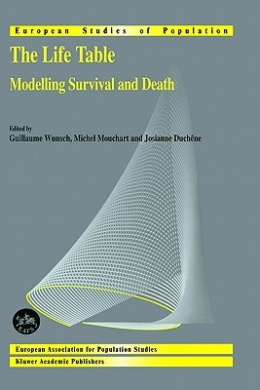 European Studies of Population
The Life Table
Modelling Survival and Death
Edited by
Guillaume Wunsch, Michel Mouchart and Josianne Duchêne
EAPS
European Association for Population Studies
Kluwer Academic Publishers